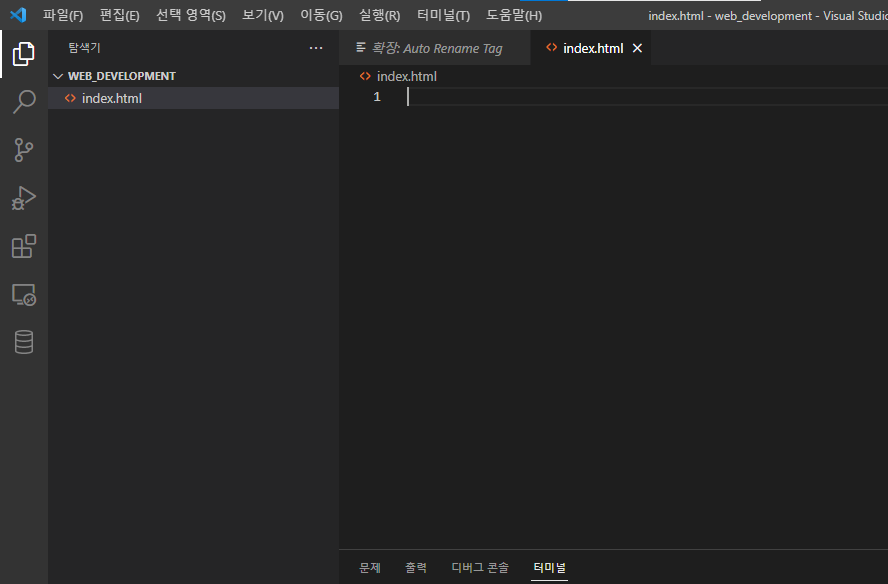 파일(F) 편집(E) 선택 영역(S) 보기(V) 이동(G) 실행(R) 터미널(T) 도움말(H) index.html - web_development - Visual Studio
탐색기 ···
WEB_DEVELOPMENT
index.html
확장: Auto Rename Tag
index.html
index.html
1
문제 출력 디버그 콘솔 터미널